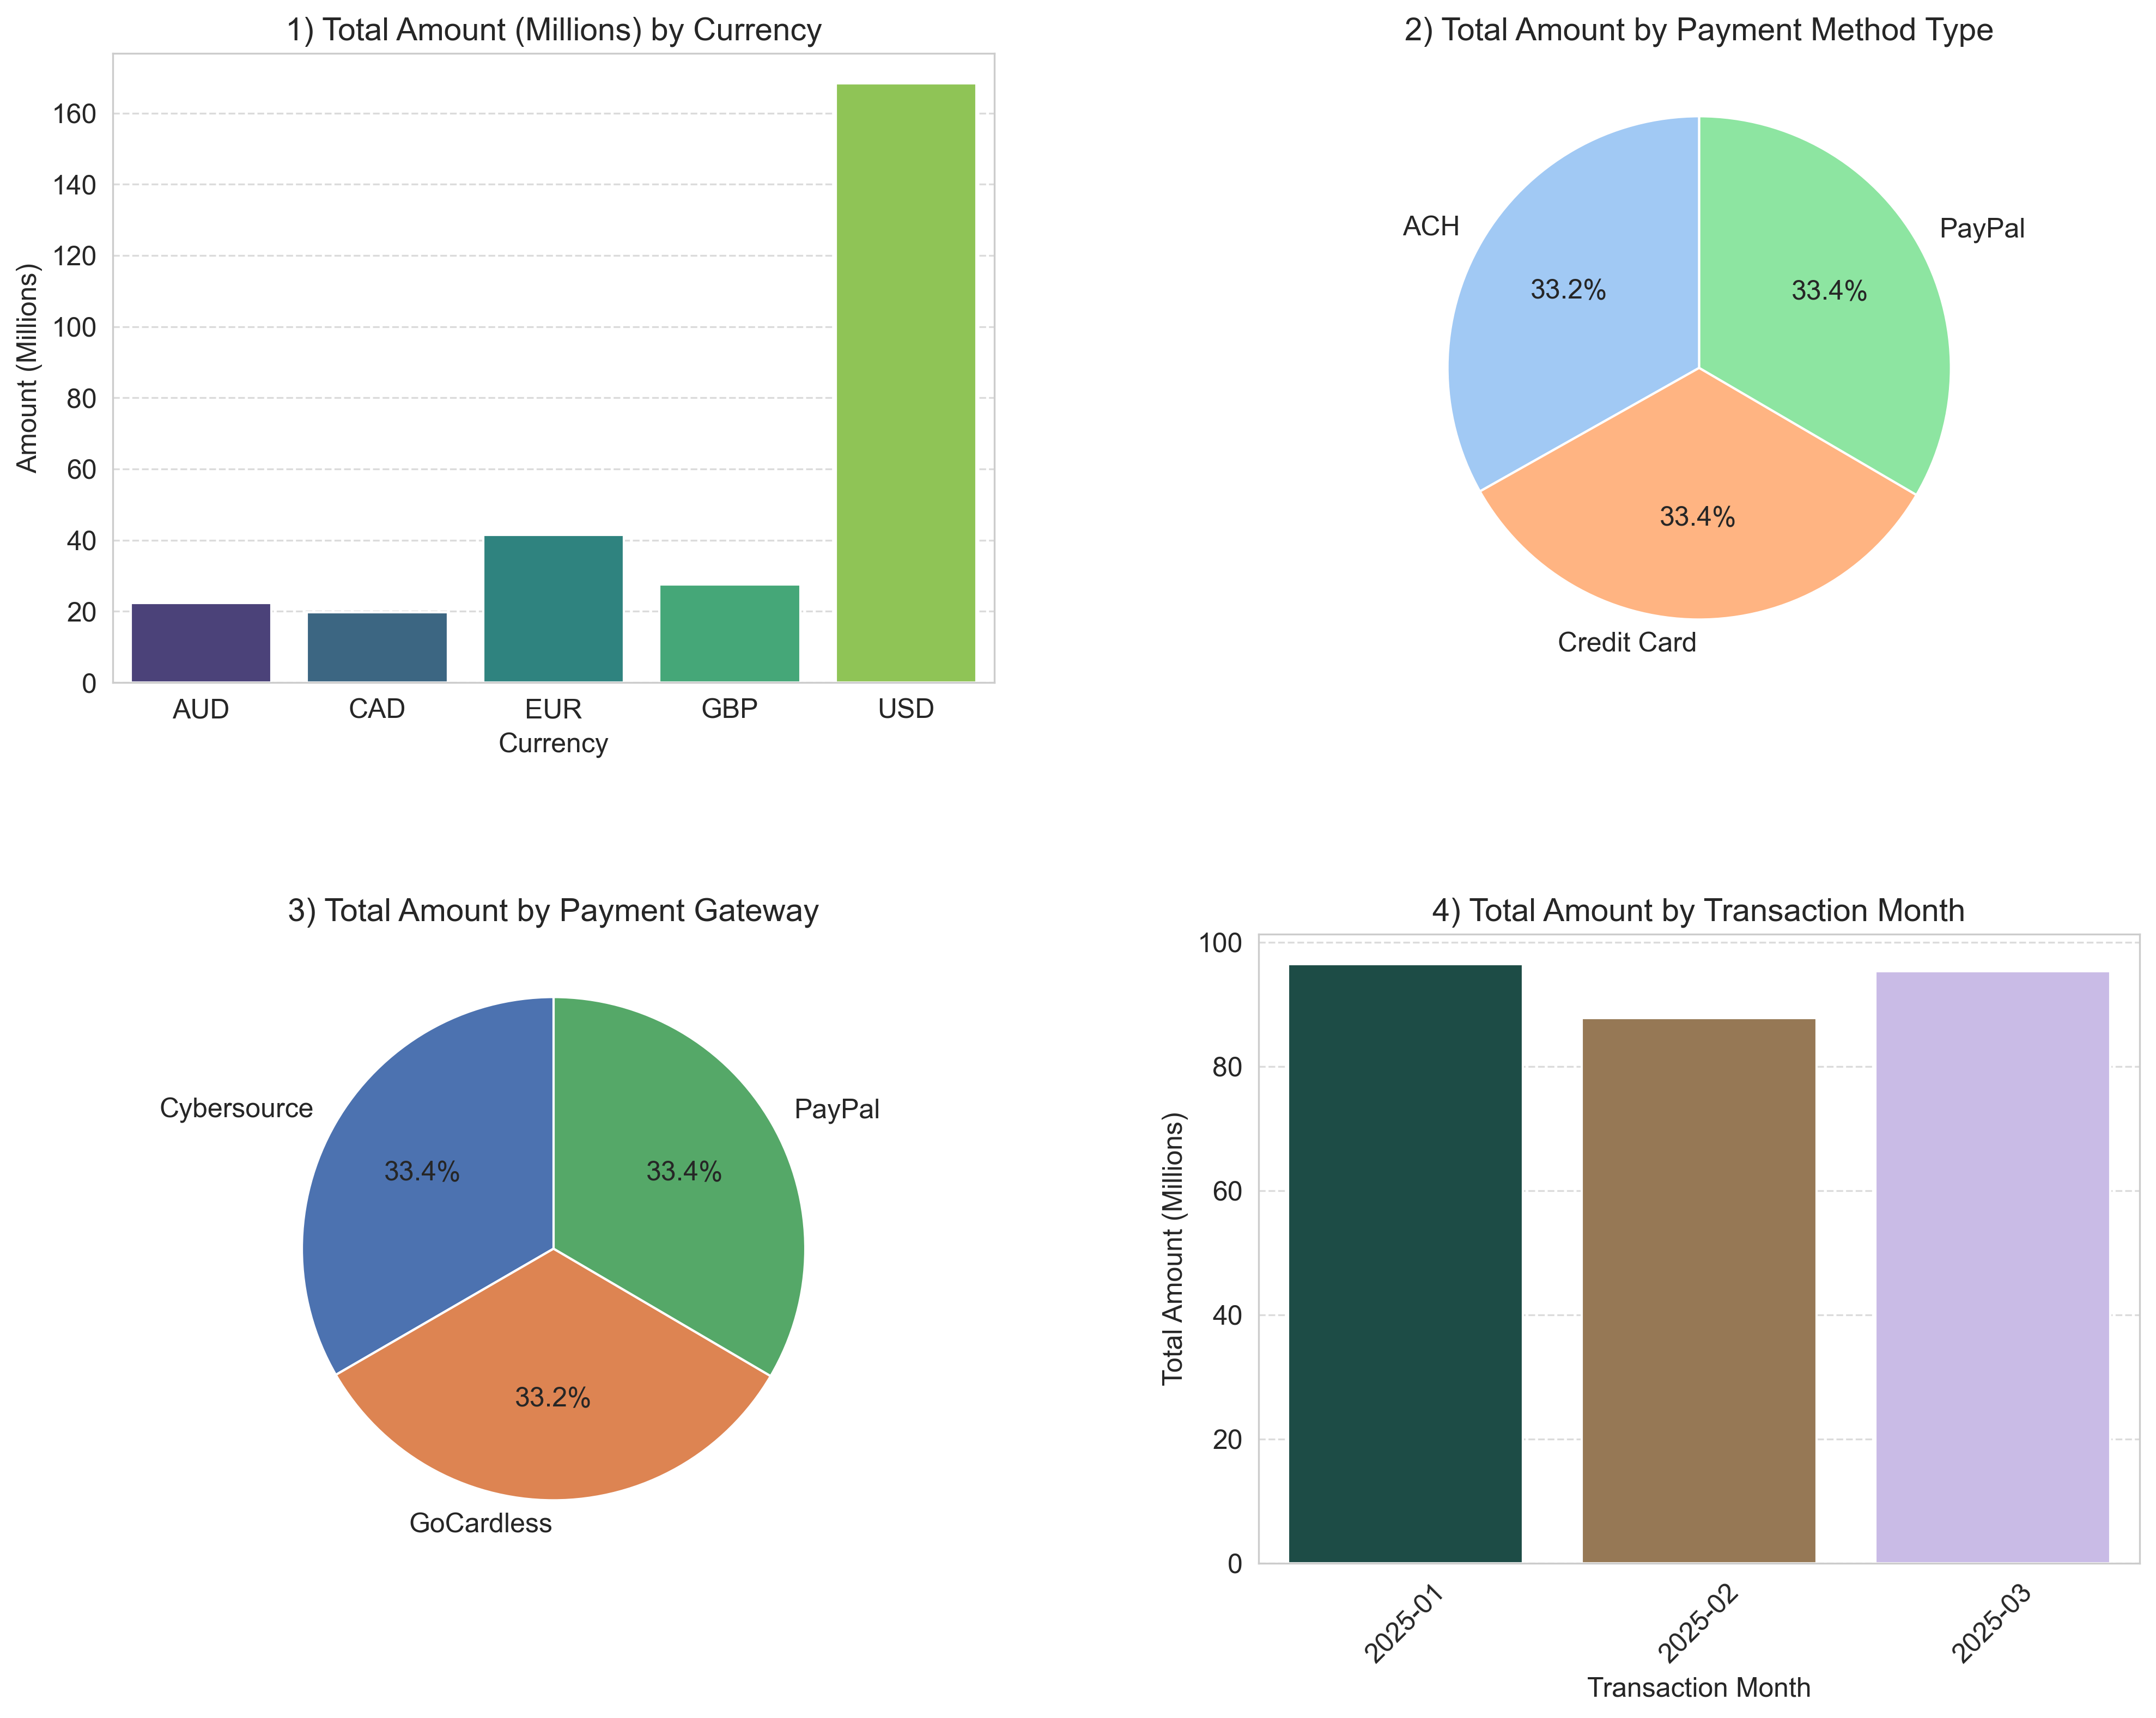 1) Total Amount (Millions) by Currency
Amount (Millions)
160
140
120
100
80
60
40
20
0
AUD
CAD
EUR
GBP
USD
Currency
2) Total Amount by Payment Method Type
ACH
PayPal
33.2%
33.4%
33.4%
Credit Card
3) Total Amount by Payment Gateway
Cybersource
PayPal
33.4%
33.4%
33.2%
GoCardless
4) Total Amount by Transaction Month
Total Amount (Millions)
100
80
60
40
20
0
2025-01
2025-02
2025-03
Transaction Month